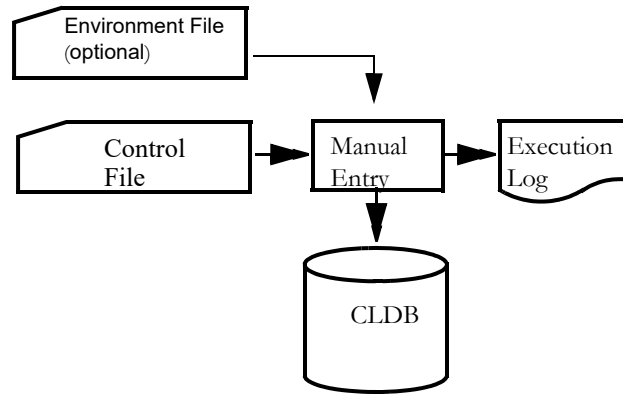 Environment File
(optional)
Control
File
Manual
Entry
Execution
Log
CLDB